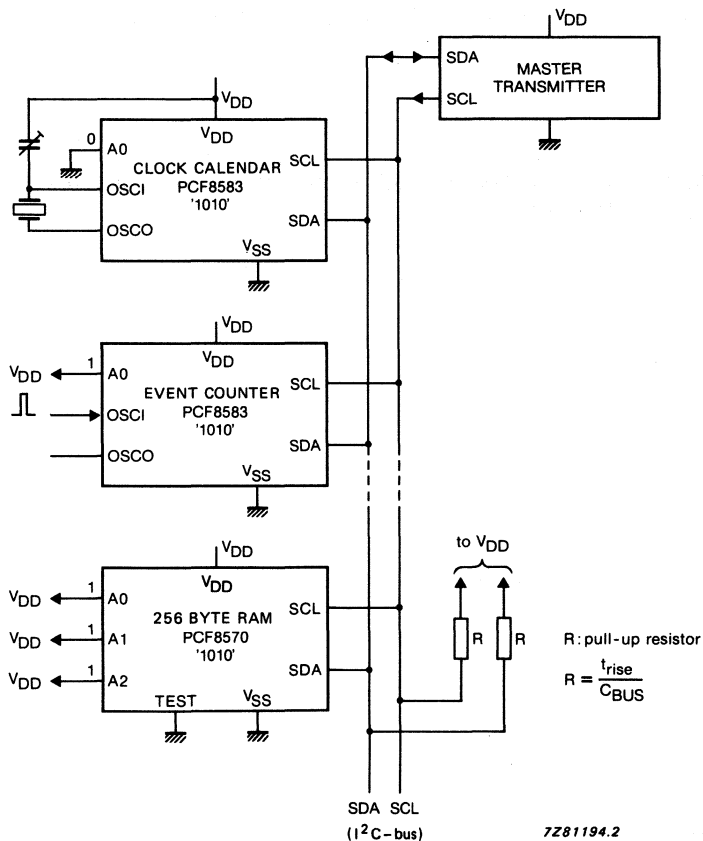 VDD
SDA
MASTER
TRANSMITTER
SCL
VDD
0
A0
VDD
CLOCK CALENDAR
PCF8583
'1010'
SCL
OSCI
OSCO
SDA
VSS
VDD
VDD
1
A0
VDD
EVENT COUNTER
PCF8583
'1010'
SCL
OSCI
OSCO
SDA
VSS
VDD
VDD
1
A0
VDD
256 BYTE RAM
PCF8570
'1010'
SCL
VDD
1
A1
VDD
1
A2
SDA
TEST
VSS
to VDD
R
R
R: pull-up resistor
R = trise / CBUS
SDA SCL
(I²C-bus)
7Z81194.2